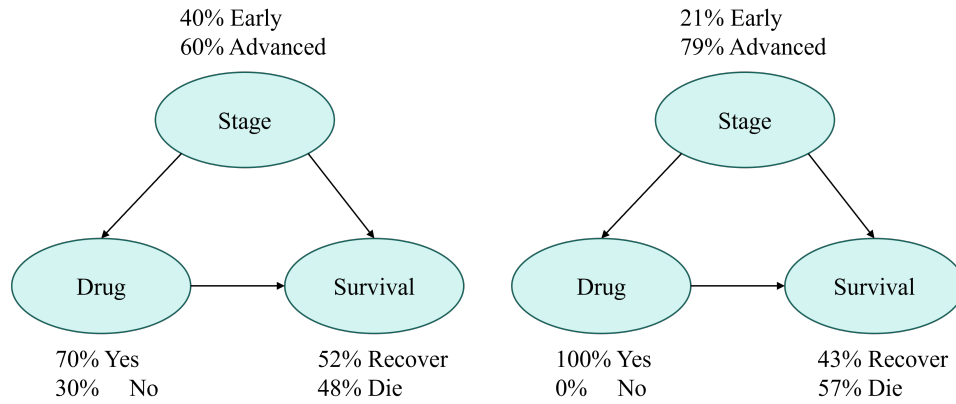 40% Early
60% Advanced
Stage
Drug
Survival
70% Yes
30% No
52% Recover
48% Die
21% Early
79% Advanced
Stage
Drug
Survival
100% Yes
0% No
43% Recover
57% Die